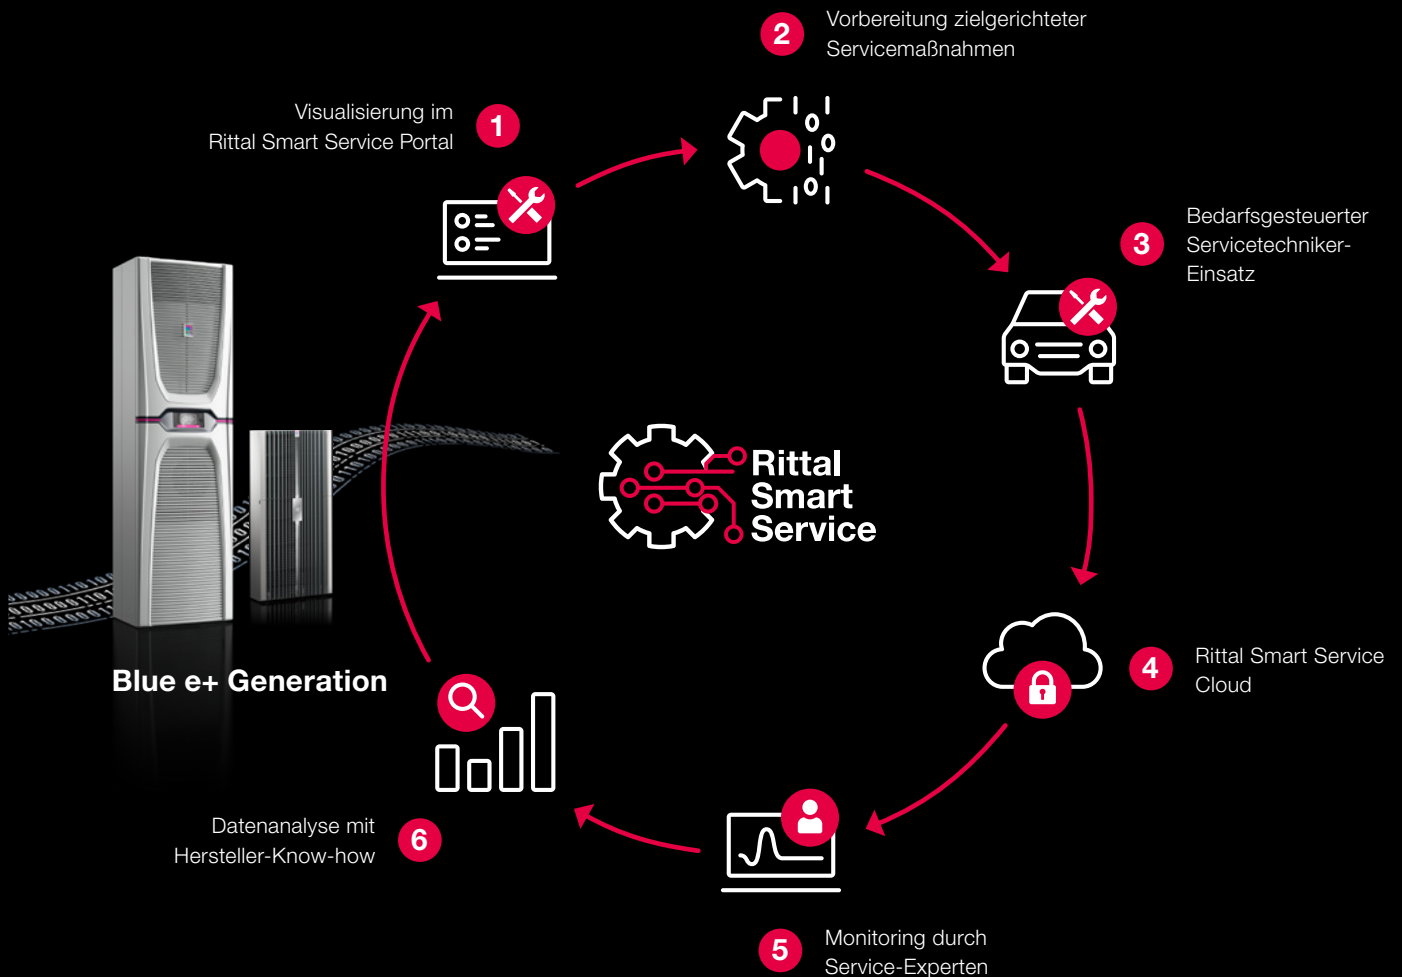 2
Vorbereitung zielgerichteter
Servicemaßnahmen
Visualisierung im
Rittal Smart Service Portal
1
3
Bedarfsgesteuerter
Servicetechniker-
Einsatz
Rittal
Smart
Service
Blue e+ Generation
4
Rittal Smart Service
Cloud
Datenanalyse mit
Hersteller-Know-how
6
5
Monitoring durch
Service-Experten